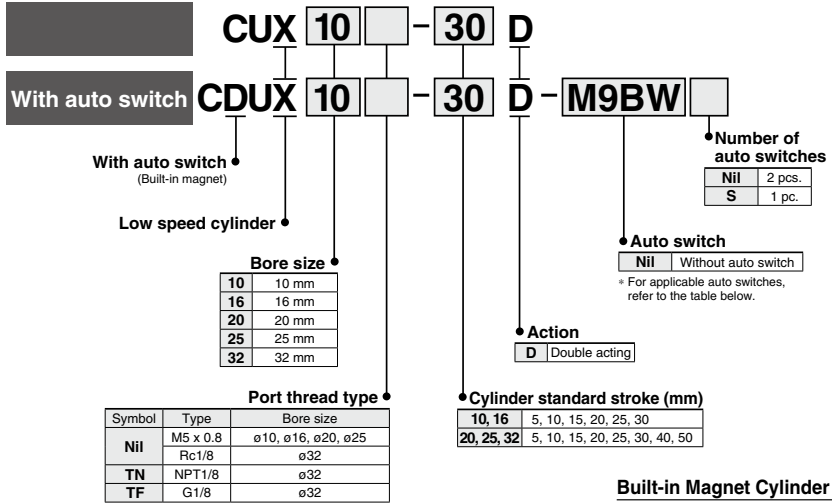 CUX 10 - 30 D
With auto switch CDUX 10 - 30 D - M9BW
With auto switch
(Built-in magnet)
Low speed cylinder
Number of
auto switches
Nil 2 pcs.
S 1 pc.
Auto switch
Nil Without auto switch
* For applicable auto switches,
refer to the table below.
Bore size
10 10 mm
16 16 mm
20 20 mm
25 25 mm
32 32 mm
Action
D Double acting
Port thread type
Symbol Type Bore size
Nil M5 x 0.8 ø10, ø16, ø20, ø25
Rc1/8 ø32
TN NPT1/8 ø32
TF G1/8 ø32
Cylinder standard stroke (mm)
10, 16 5, 10, 15, 20, 25, 30
20, 25, 32 5, 10, 15, 20, 25, 30, 40, 50
Built-in Magnet Cylinder